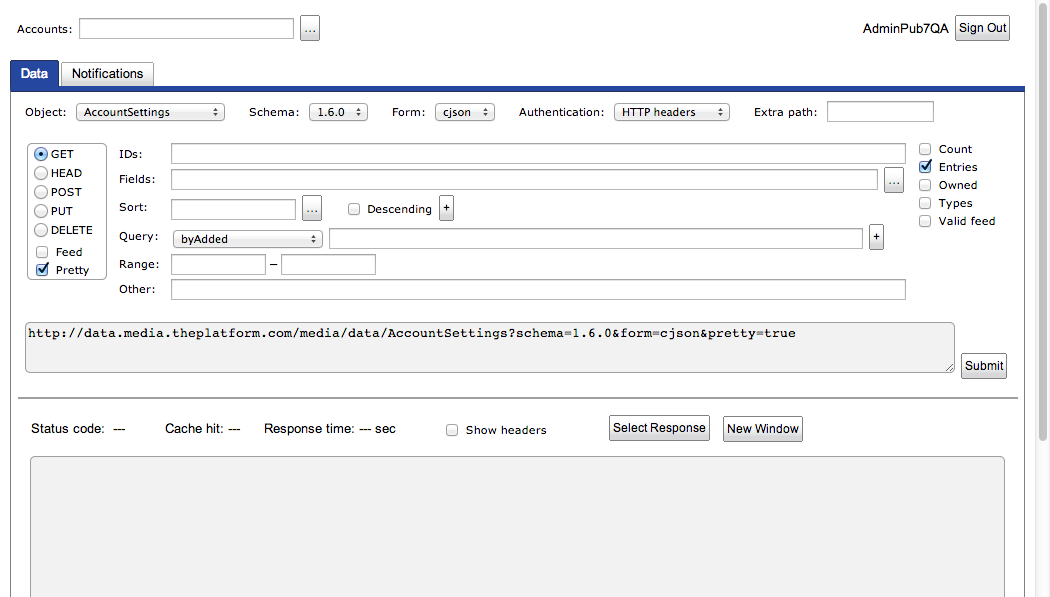 Accounts: ... AdminPub7QA Sign Out
Data Notifications
Object: AccountSettings Schema: 1.6.0 Form: cjson Authentication: HTTP headers Extra path:
GET IDs: Count
HEAD Fields: ... Entries
POST Sort: ... Descending + Owned
PUT Query: byAdded + Types
DELETE Range: – Valid feed
Feed Other:
Pretty
http://data.media.theplatform.com/media/data/AccountSettings?schema=1.6.0&form=cjson&pretty=true
Submit
Status code: --- Cache hit: --- Response time: --- sec Show headers Select Response New Window